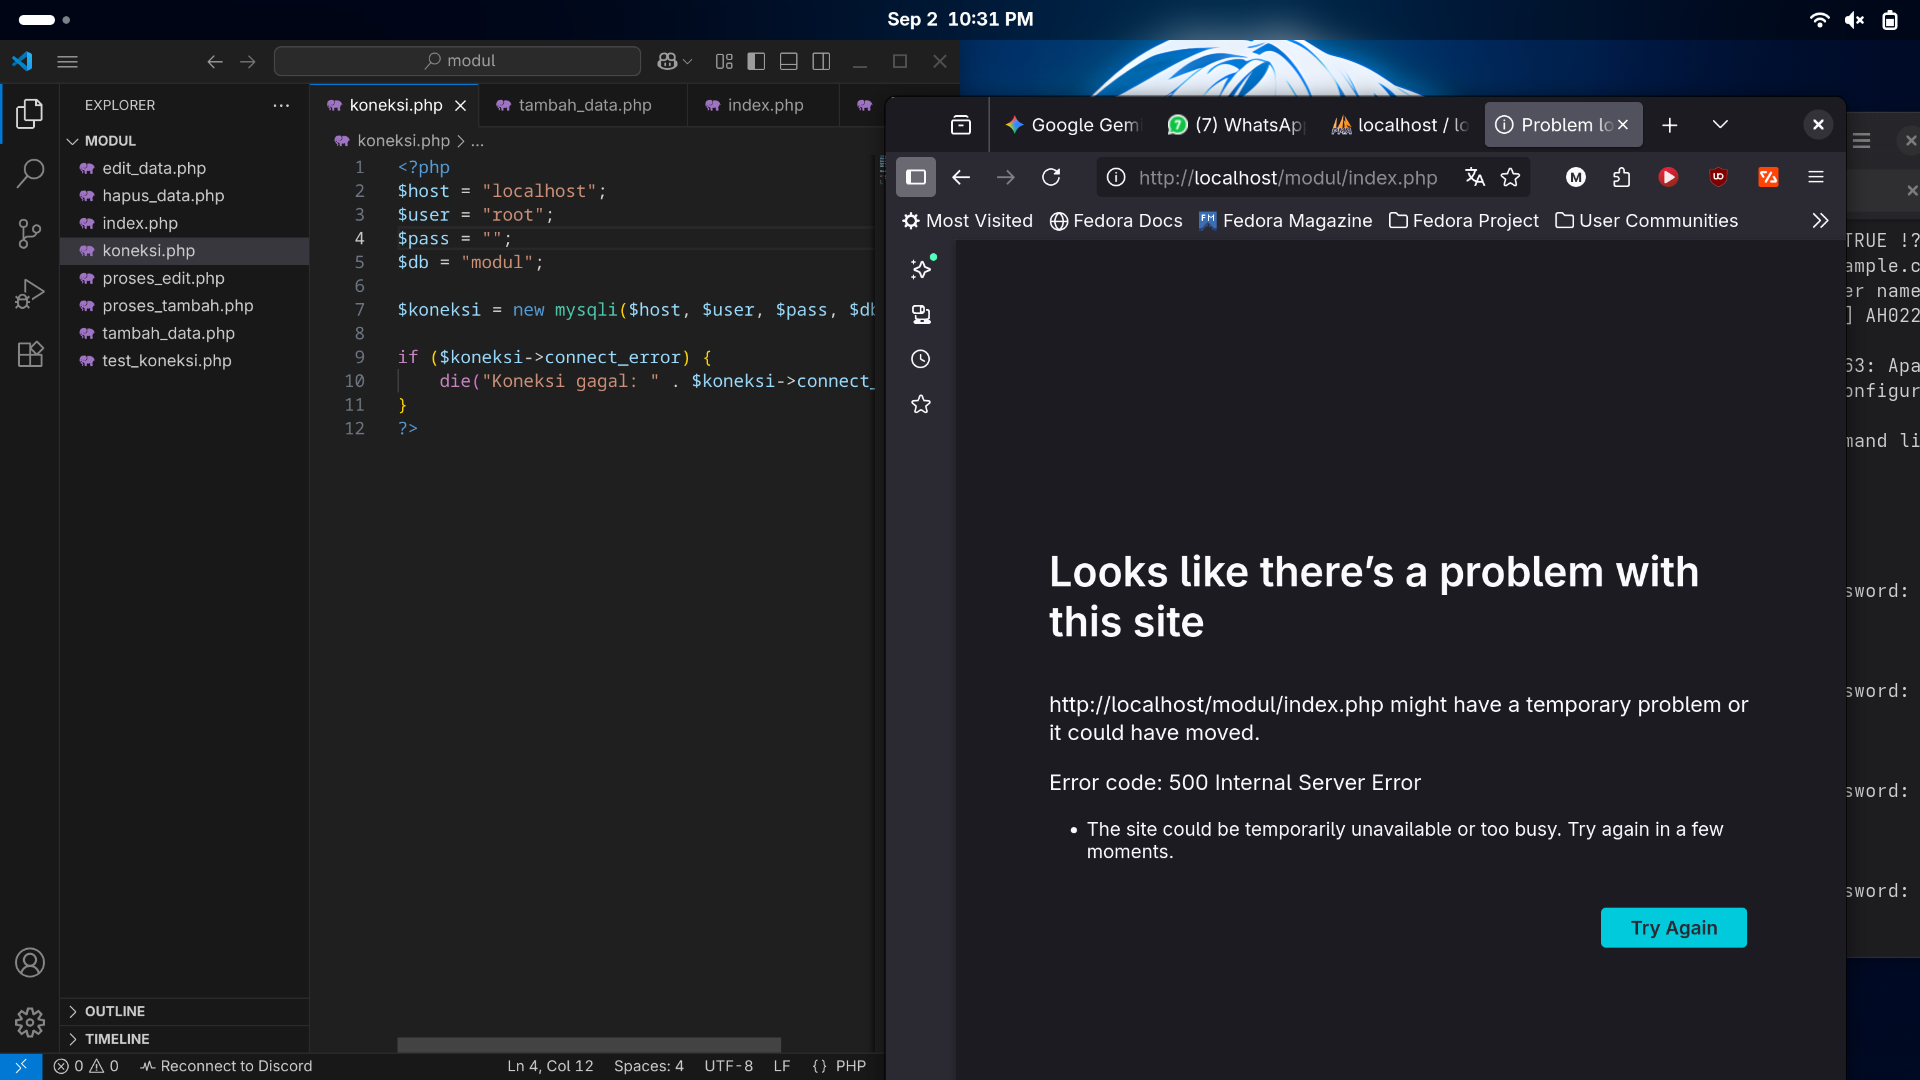 Sep 2 10:31 PM
modul
EXPLORER
koneksi.php
tambah_data.php
index.php
MODUL
edit_data.php
hapus_data.php
index.php
koneksi.php
proses_edit.php
proses_tambah.php
tambah_data.php
test_koneksi.php
koneksi.php > ...
1 <?php
2 $host = "localhost";
3 $user = "root";
4 $pass = "";
5 $db = "modul";
6
7 $koneksi = new mysqli($host, $user, $pass, $db
8
9 if ($koneksi->connect_error) {
10 die("Koneksi gagal: " . $koneksi->connect_
11 }
12 ?>
OUTLINE
TIMELINE
0 0 Reconnect to Discord
Ln 4, Col 12 Spaces: 4 UTF-8 LF {} PHP
Google Gem
(7) WhatsAp
localhost / lo
Problem lo
http://localhost/modul/index.php
Most Visited Fedora Docs Fedora Magazine Fedora Project User Communities
Looks like there’s a problem with
this site
http://localhost/modul/index.php might have a temporary problem or
it could have moved.
Error code: 500 Internal Server Error
• The site could be temporarily unavailable or too busy. Try again in a few
moments.
Try Again
TRUE !?
ample.c
er name
] AH022
63: Apa
onfigur
mand li
sword:
sword:
sword:
sword: